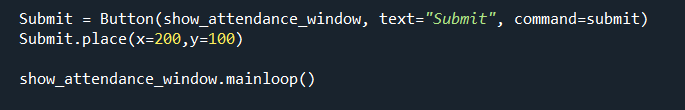 Submit = Button(show_attendance_window, text="Submit", command=submit)
Submit.place(x=200,y=100)
show_attendance_window.mainloop()